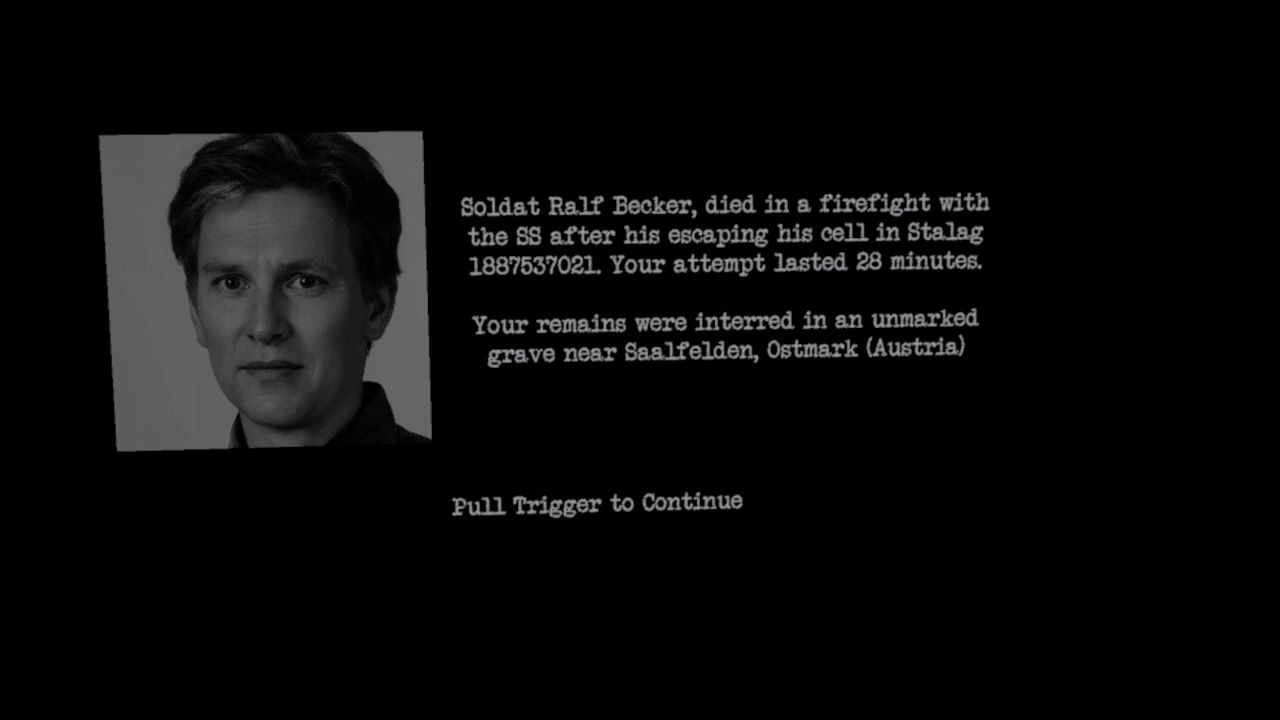 Soldat Ralf Becker, died in a firefight with
the SS after his escaping his cell in Stalag
1887537021. Your attempt lasted 28 minutes.
Your remains were interred in an unmarked
grave near Saalfelden, Ostmark (Austria)
Pull Trigger to Continue